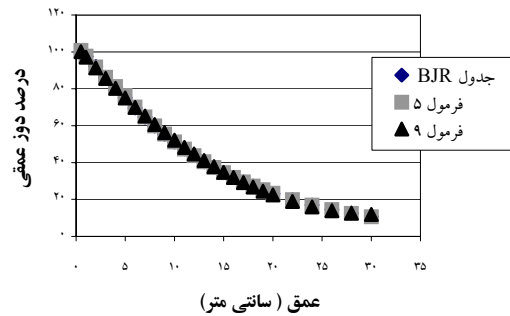 ۱۲۰
۱۰۰
۸۰
۶۰
۴۰
۲۰
۰
۰ ۵ ۱۰ ۱۵ ۲۰ ۲۵ ۳۰ ۳۵
درصد دوز عمقی
عمق ( سانتی متر)
جدول BJR
فرمول ۵
فرمول ۹